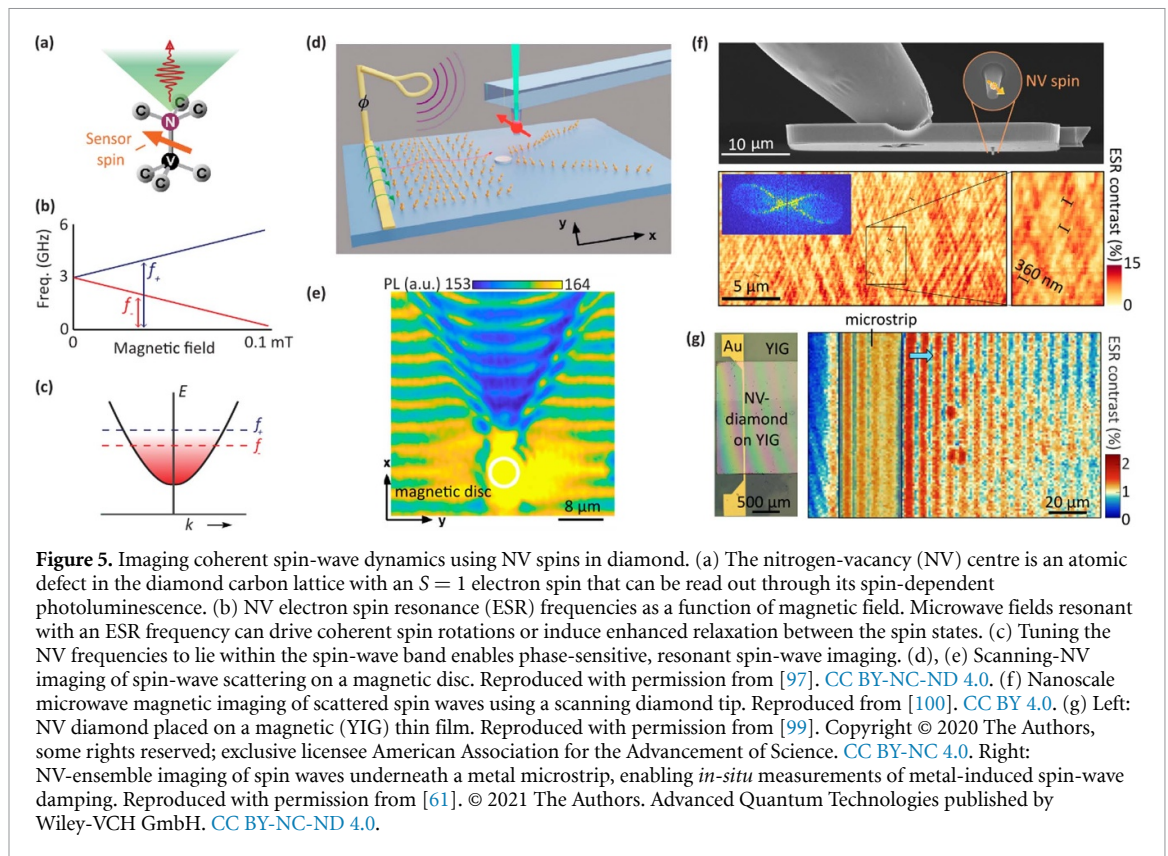 (a)
C
C
C
N
Sensor
spin
V
C
C
C
(b)
Freq. (GHz)
6
3
0
f₊
f₋
Magnetic field
0.1 mT
(c)
E
f₊
f₋
k
(d)
ϕ
y
x
(e)
PL (a.u.) 153
164
x
magnetic disc
y
8 µm
(f)
NV spin
10 µm
5 µm
360 nm
ESR contrast (%)
15
0
(g)
Au
YIG
NV-
diamond
on YIG
500 µm
microstrip
20 µm
ESR contrast (%)
2
1
0
Figure 5. Imaging coherent spin-wave dynamics using NV spins in diamond. (a) The nitrogen-vacancy (NV) centre is an atomic
defect in the diamond carbon lattice with an S = 1 electron spin that can be read out through its spin-dependent
photoluminescence. (b) NV electron spin resonance (ESR) frequencies as a function of magnetic field. Microwave fields resonant
with an ESR frequency can drive coherent spin rotations or induce enhanced relaxation between the spin states. (c) Tuning the
NV frequencies to lie within the spin-wave band enables phase-sensitive, resonant spin-wave imaging. (d), (e) Scanning-NV
imaging of spin-wave scattering on a magnetic disc. Reproduced with permission from [97]. CC BY-NC-ND 4.0. (f) Nanoscale
microwave magnetic imaging of scattered spin waves using a scanning diamond tip. Reproduced from [100]. CC BY 4.0. (g) Left:
NV diamond placed on a magnetic (YIG) thin film. Reproduced with permission from [99]. Copyright © 2020 The Authors,
some rights reserved; exclusive licensee American Association for the Advancement of Science. CC BY-NC 4.0. Right:
NV-ensemble imaging of spin waves underneath a metal microstrip, enabling in-situ measurements of metal-induced spin-wave
damping. Reproduced with permission from [61]. © 2021 The Authors. Advanced Quantum Technologies published by
Wiley-VCH GmbH. CC BY-NC-ND 4.0.